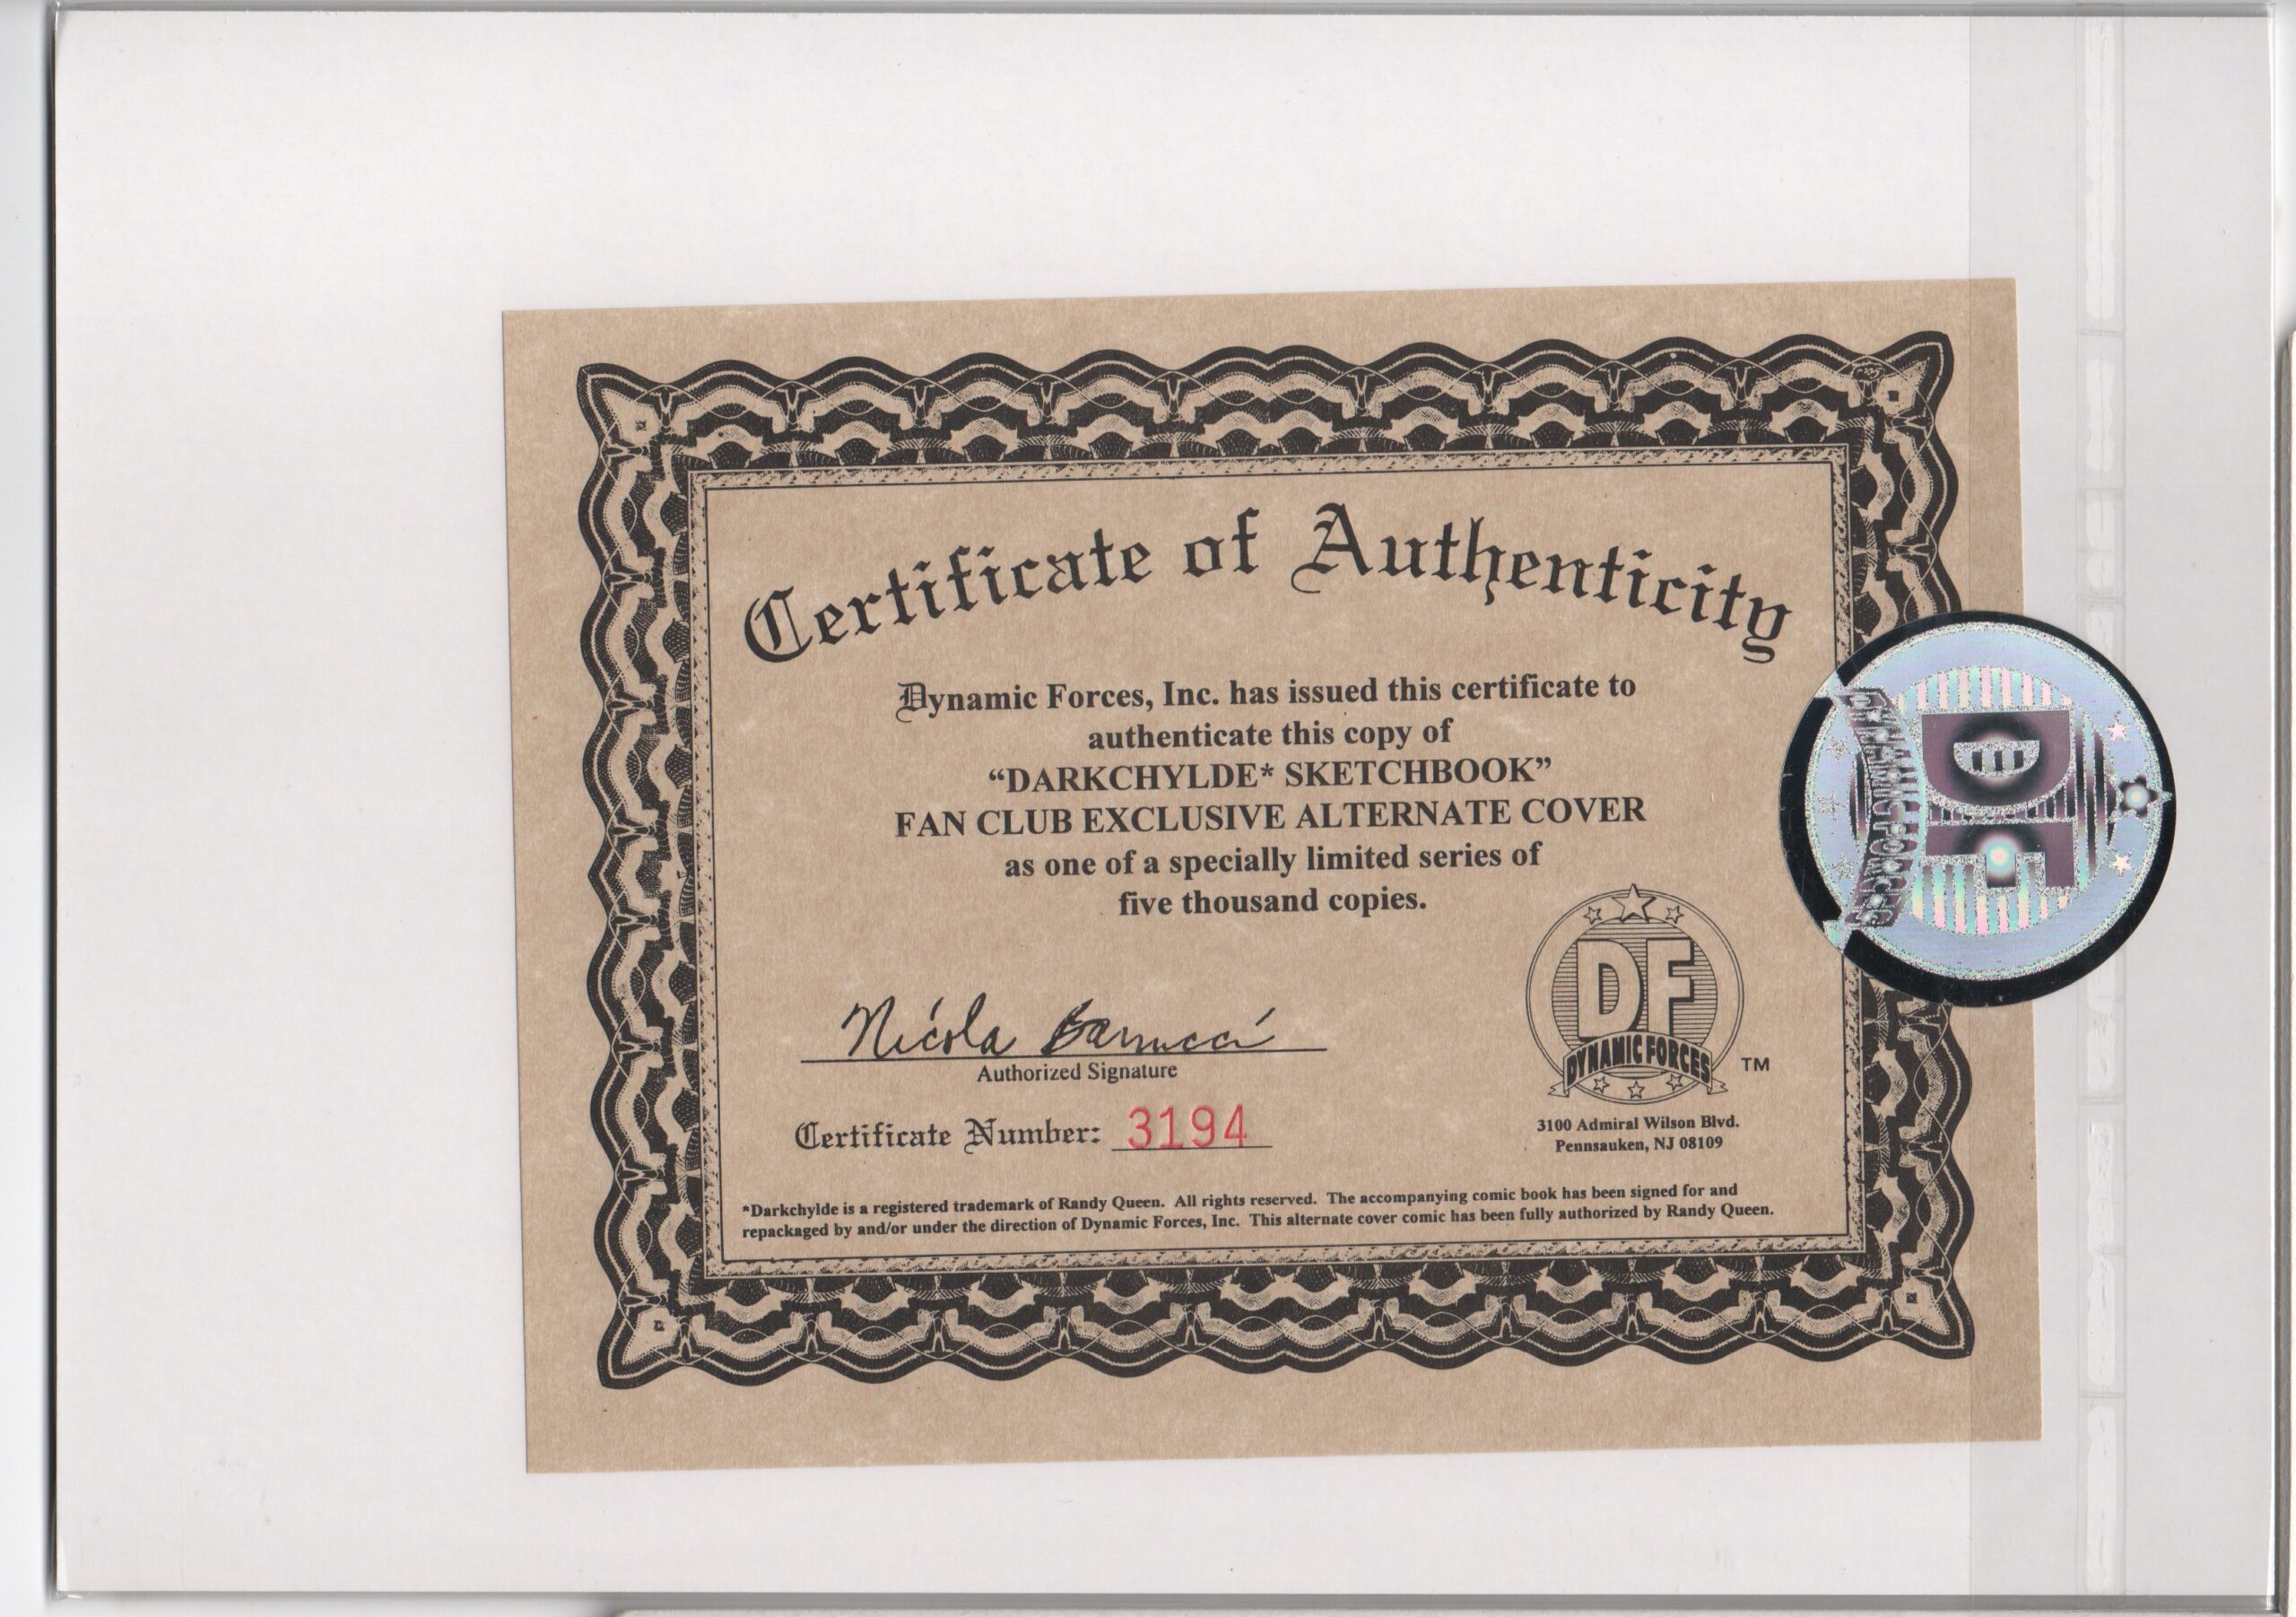 Certificate of Authenticity
Dynamic Forces, Inc. has issued this certificate to
authenticate this copy of
“DARKCHYLDE* SKETCHBOOK”
FAN CLUB EXCLUSIVE ALTERNATE COVER
as one of a specially limited series of
five thousand copies.
Nicola Barrucci
Authorized Signature
Certificate Number: 3194
DF
DYNAMIC FORCES
TM
3100 Admiral Wilson Blvd.
Pennsauken, NJ 08109
*Darkchylde is a registered trademark of Randy Queen. All rights reserved. The accompanying comic book has been signed for and
repackaged by and/or under the direction of Dynamic Forces, Inc. This alternate cover comic has been fully authorized by Randy Queen.
DF
DYNAMIC FORCES